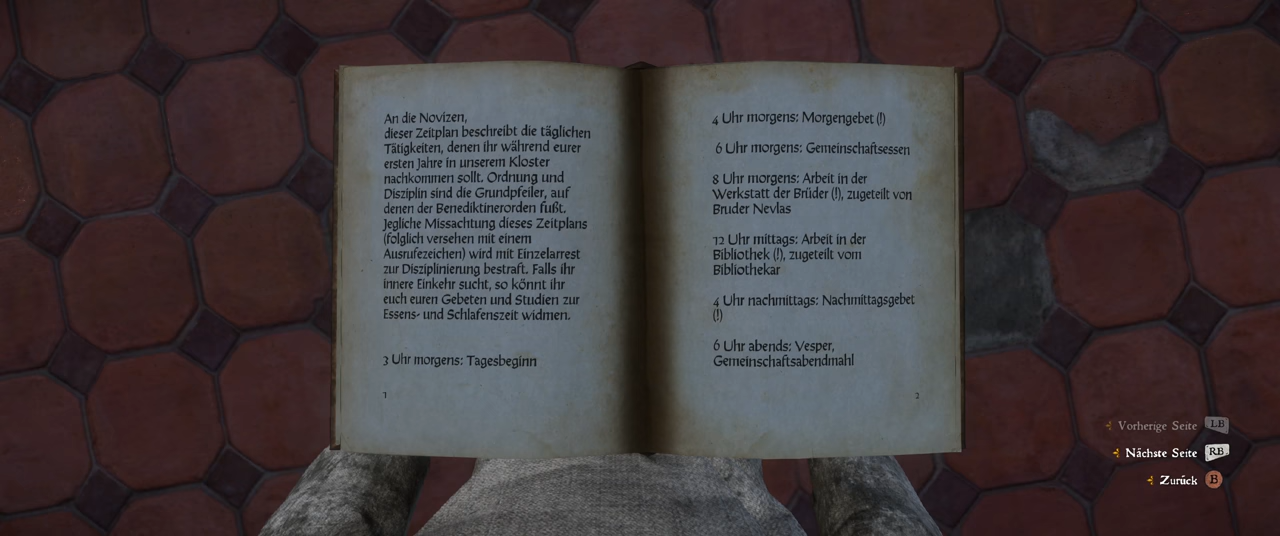 An die Novizen,
dieser Zeitplan beschreibt die täglichen
Tätigkeiten, denen ihr während eurer
ersten Jahre in unserem Kloster
nachkommen sollt. Ordnung und
Disziplin sind die Grundpfeiler, auf
denen der Benediktinerorden fußt.
Jegliche Missachtung dieses Zeitplans
(folglich versehen mit einem
Ausrufezeichen) wird mit Einzelarrest
zur Disziplinierung bestraft. Falls ihr
innere Einkehr sucht, so könnt ihr
euch euren Gebeten und Studien zur
Essens- und Schlafenszeit widmen.
3 Uhr morgens: Tagesbeginn
1
4 Uhr morgens: Morgengebet (!)
6 Uhr morgens: Gemeinschaftsessen
8 Uhr morgens: Arbeit in der
Werkstatt der Brüder (!), zugeteilt von
Bruder Nevlas
12 Uhr mittags: Arbeit in der
Bibliothek (!), zugeteilt vom
Bibliothekar
4 Uhr nachmittags: Nachmittagsgebet
(!)
6 Uhr abends: Vesper,
Gemeinschaftsabendmahl
2
Vorherige Seite LB
Nächste Seite RB
Zurück B